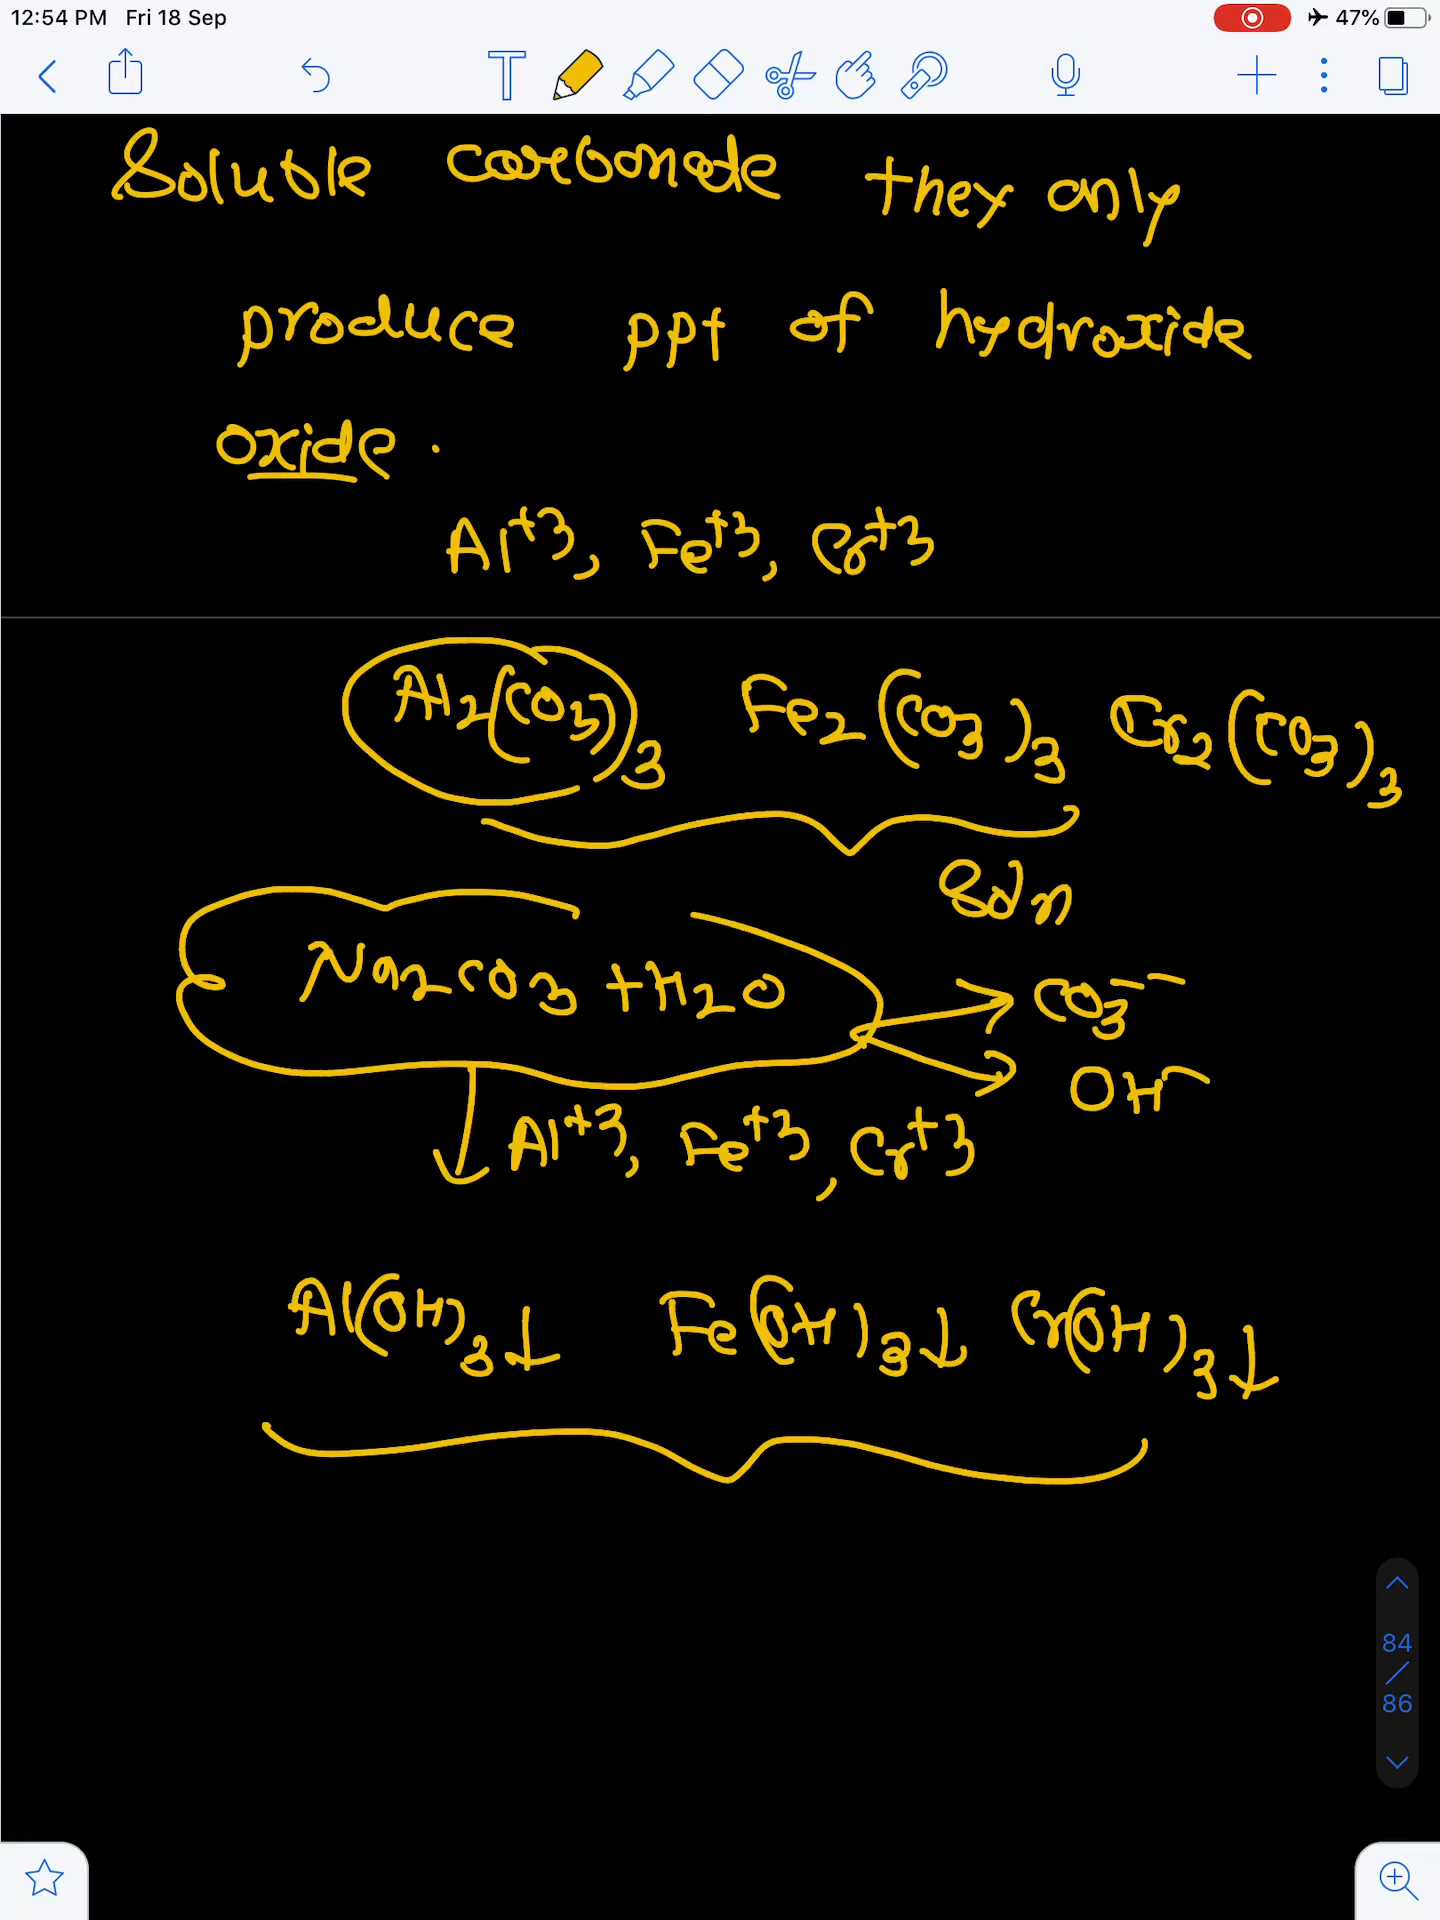 12:54 PM Fri 18 Sep 47%
T
Soluble carbonate they only
produce ppt of hydroxide
oxide.
Al+3, Fe+3, Cr+3
Al2(CO3)3 Fe2(CO3)3 Cr2(CO3)3
Soln
Na2CO3 + H2O → CO3--
→ OH-
↓ Al+3, Fe+3, Cr+3
Al(OH)3↓ Fe(OH)3↓ Cr(OH)3↓
84
/
86